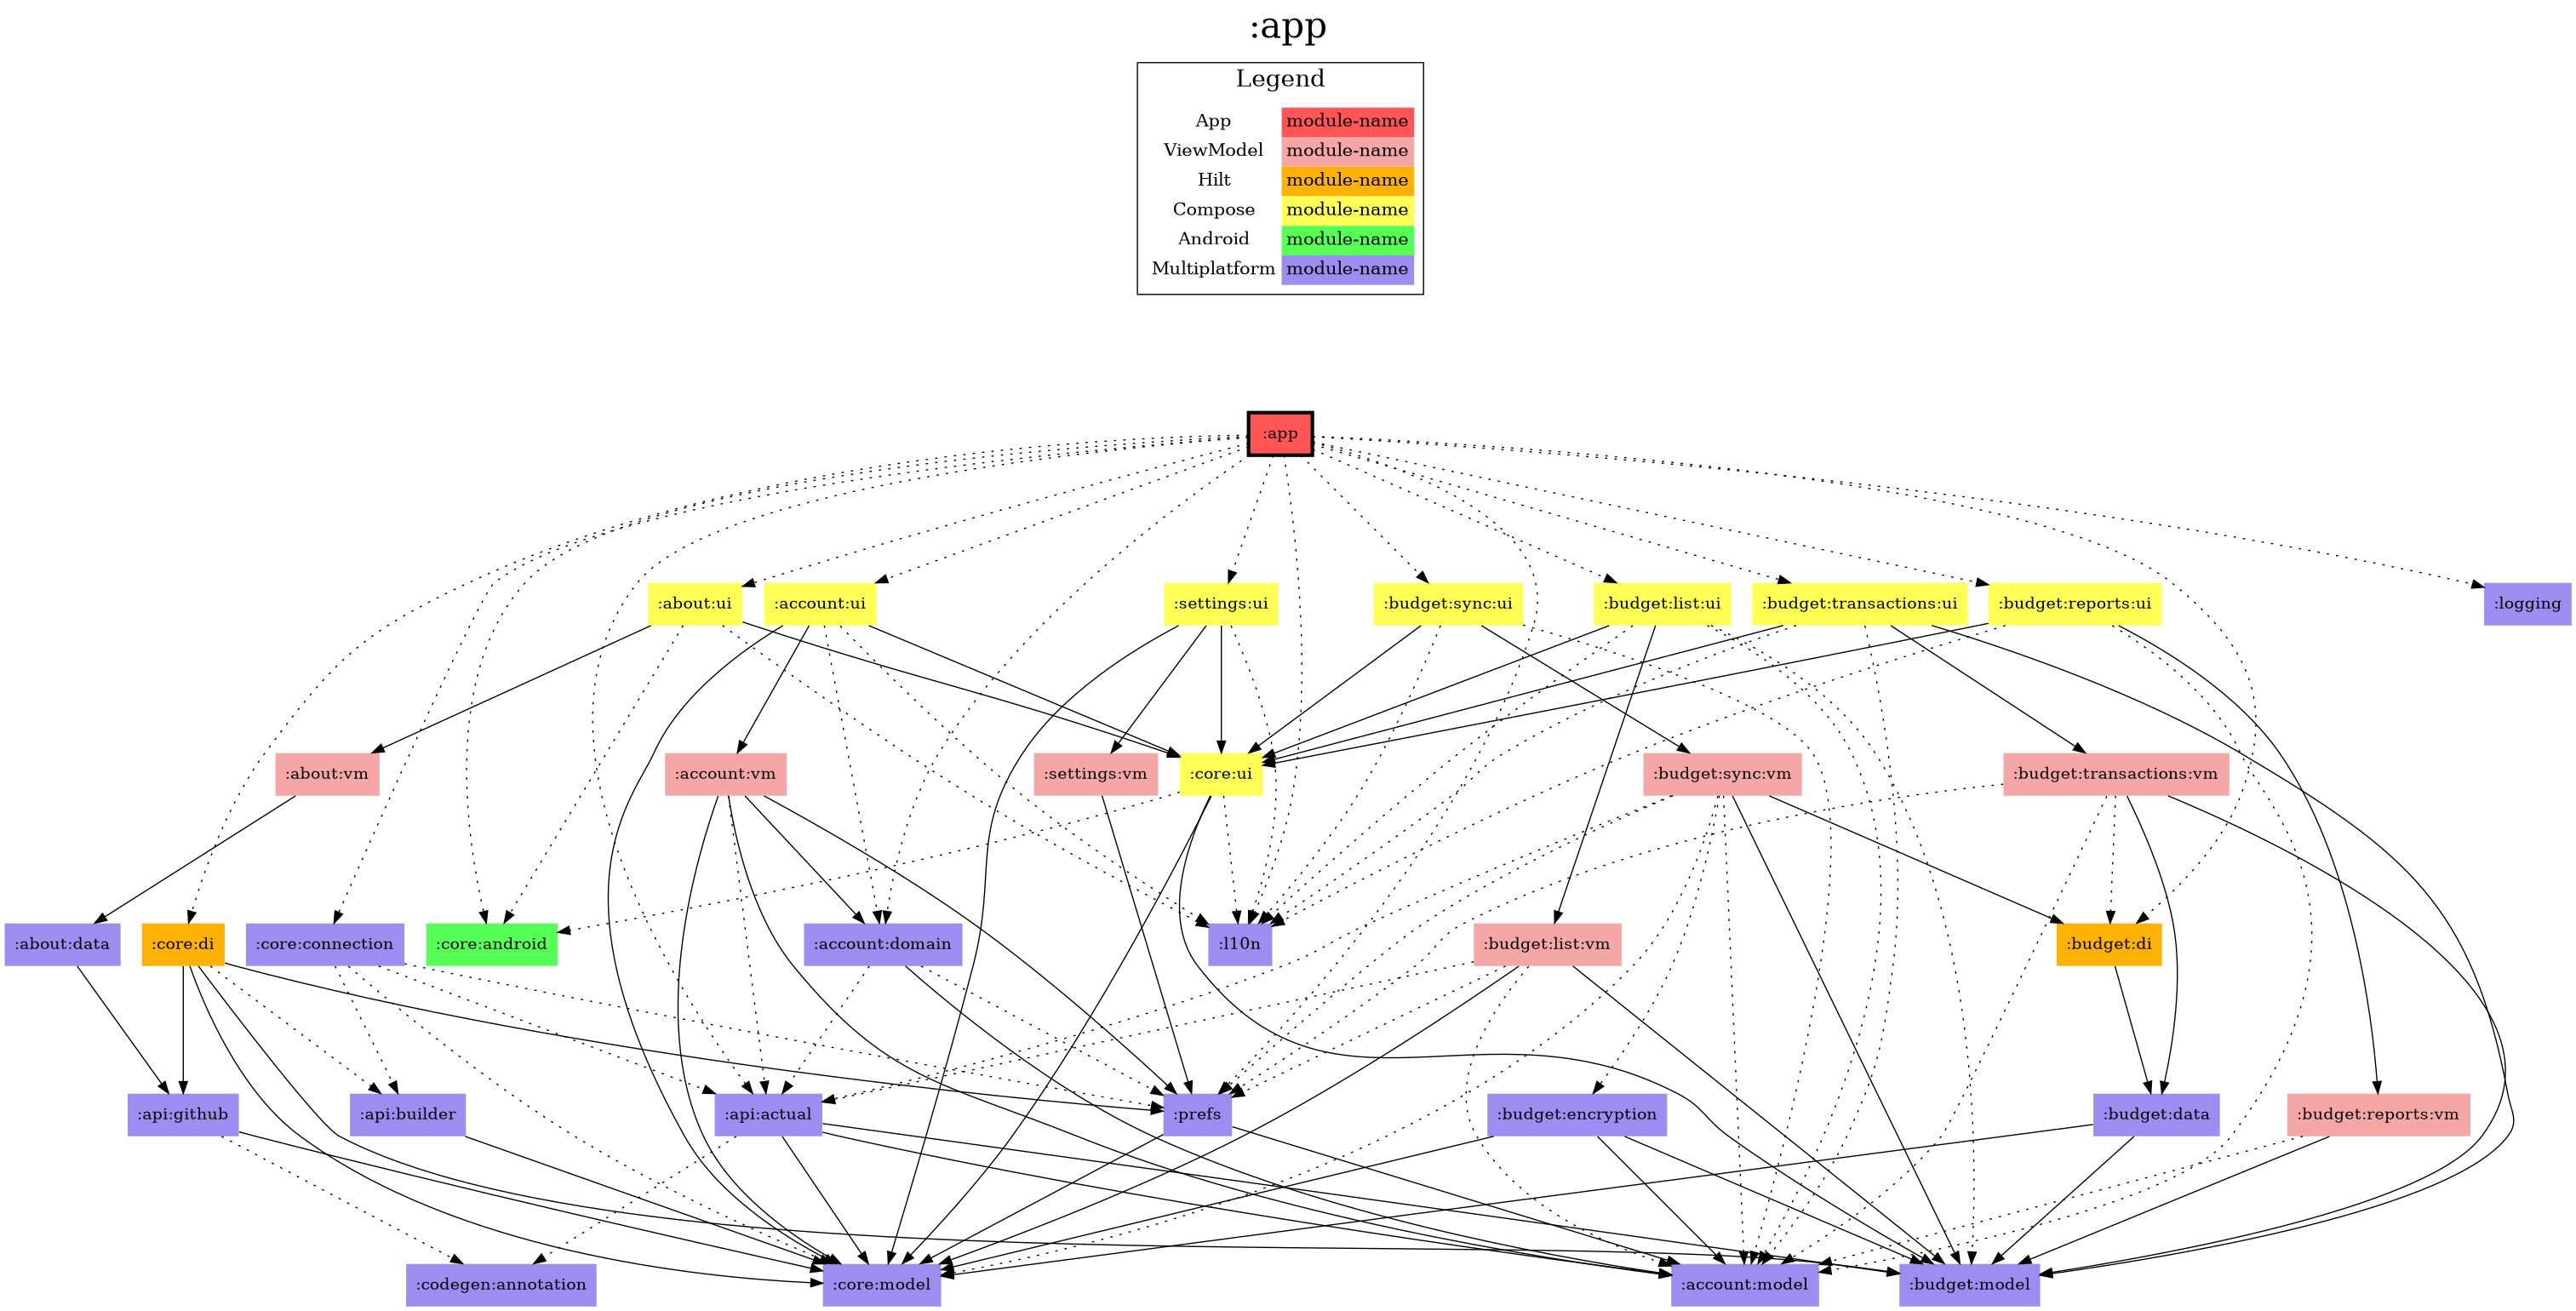 :app
Legend
App module-name
ViewModel module-name
Hilt module-name
Compose module-name
Android module-name
Multiplatform module-name
:app
:about:ui :account:ui :settings:ui :budget:sync:ui :budget:list:ui :budget:transactions:ui :budget:reports:ui :logging
:about:vm :account:vm :settings:vm :core:ui :budget:sync:vm :budget:transactions:vm
:about:data :core:di :core:connection :core:android :account:domain :l10n :budget:list:vm :budget:di
:api:github :api:builder :api:actual :prefs :budget:encryption :budget:data :budget:reports:vm
:codegen:annotation :core:model :account:model :budget:model